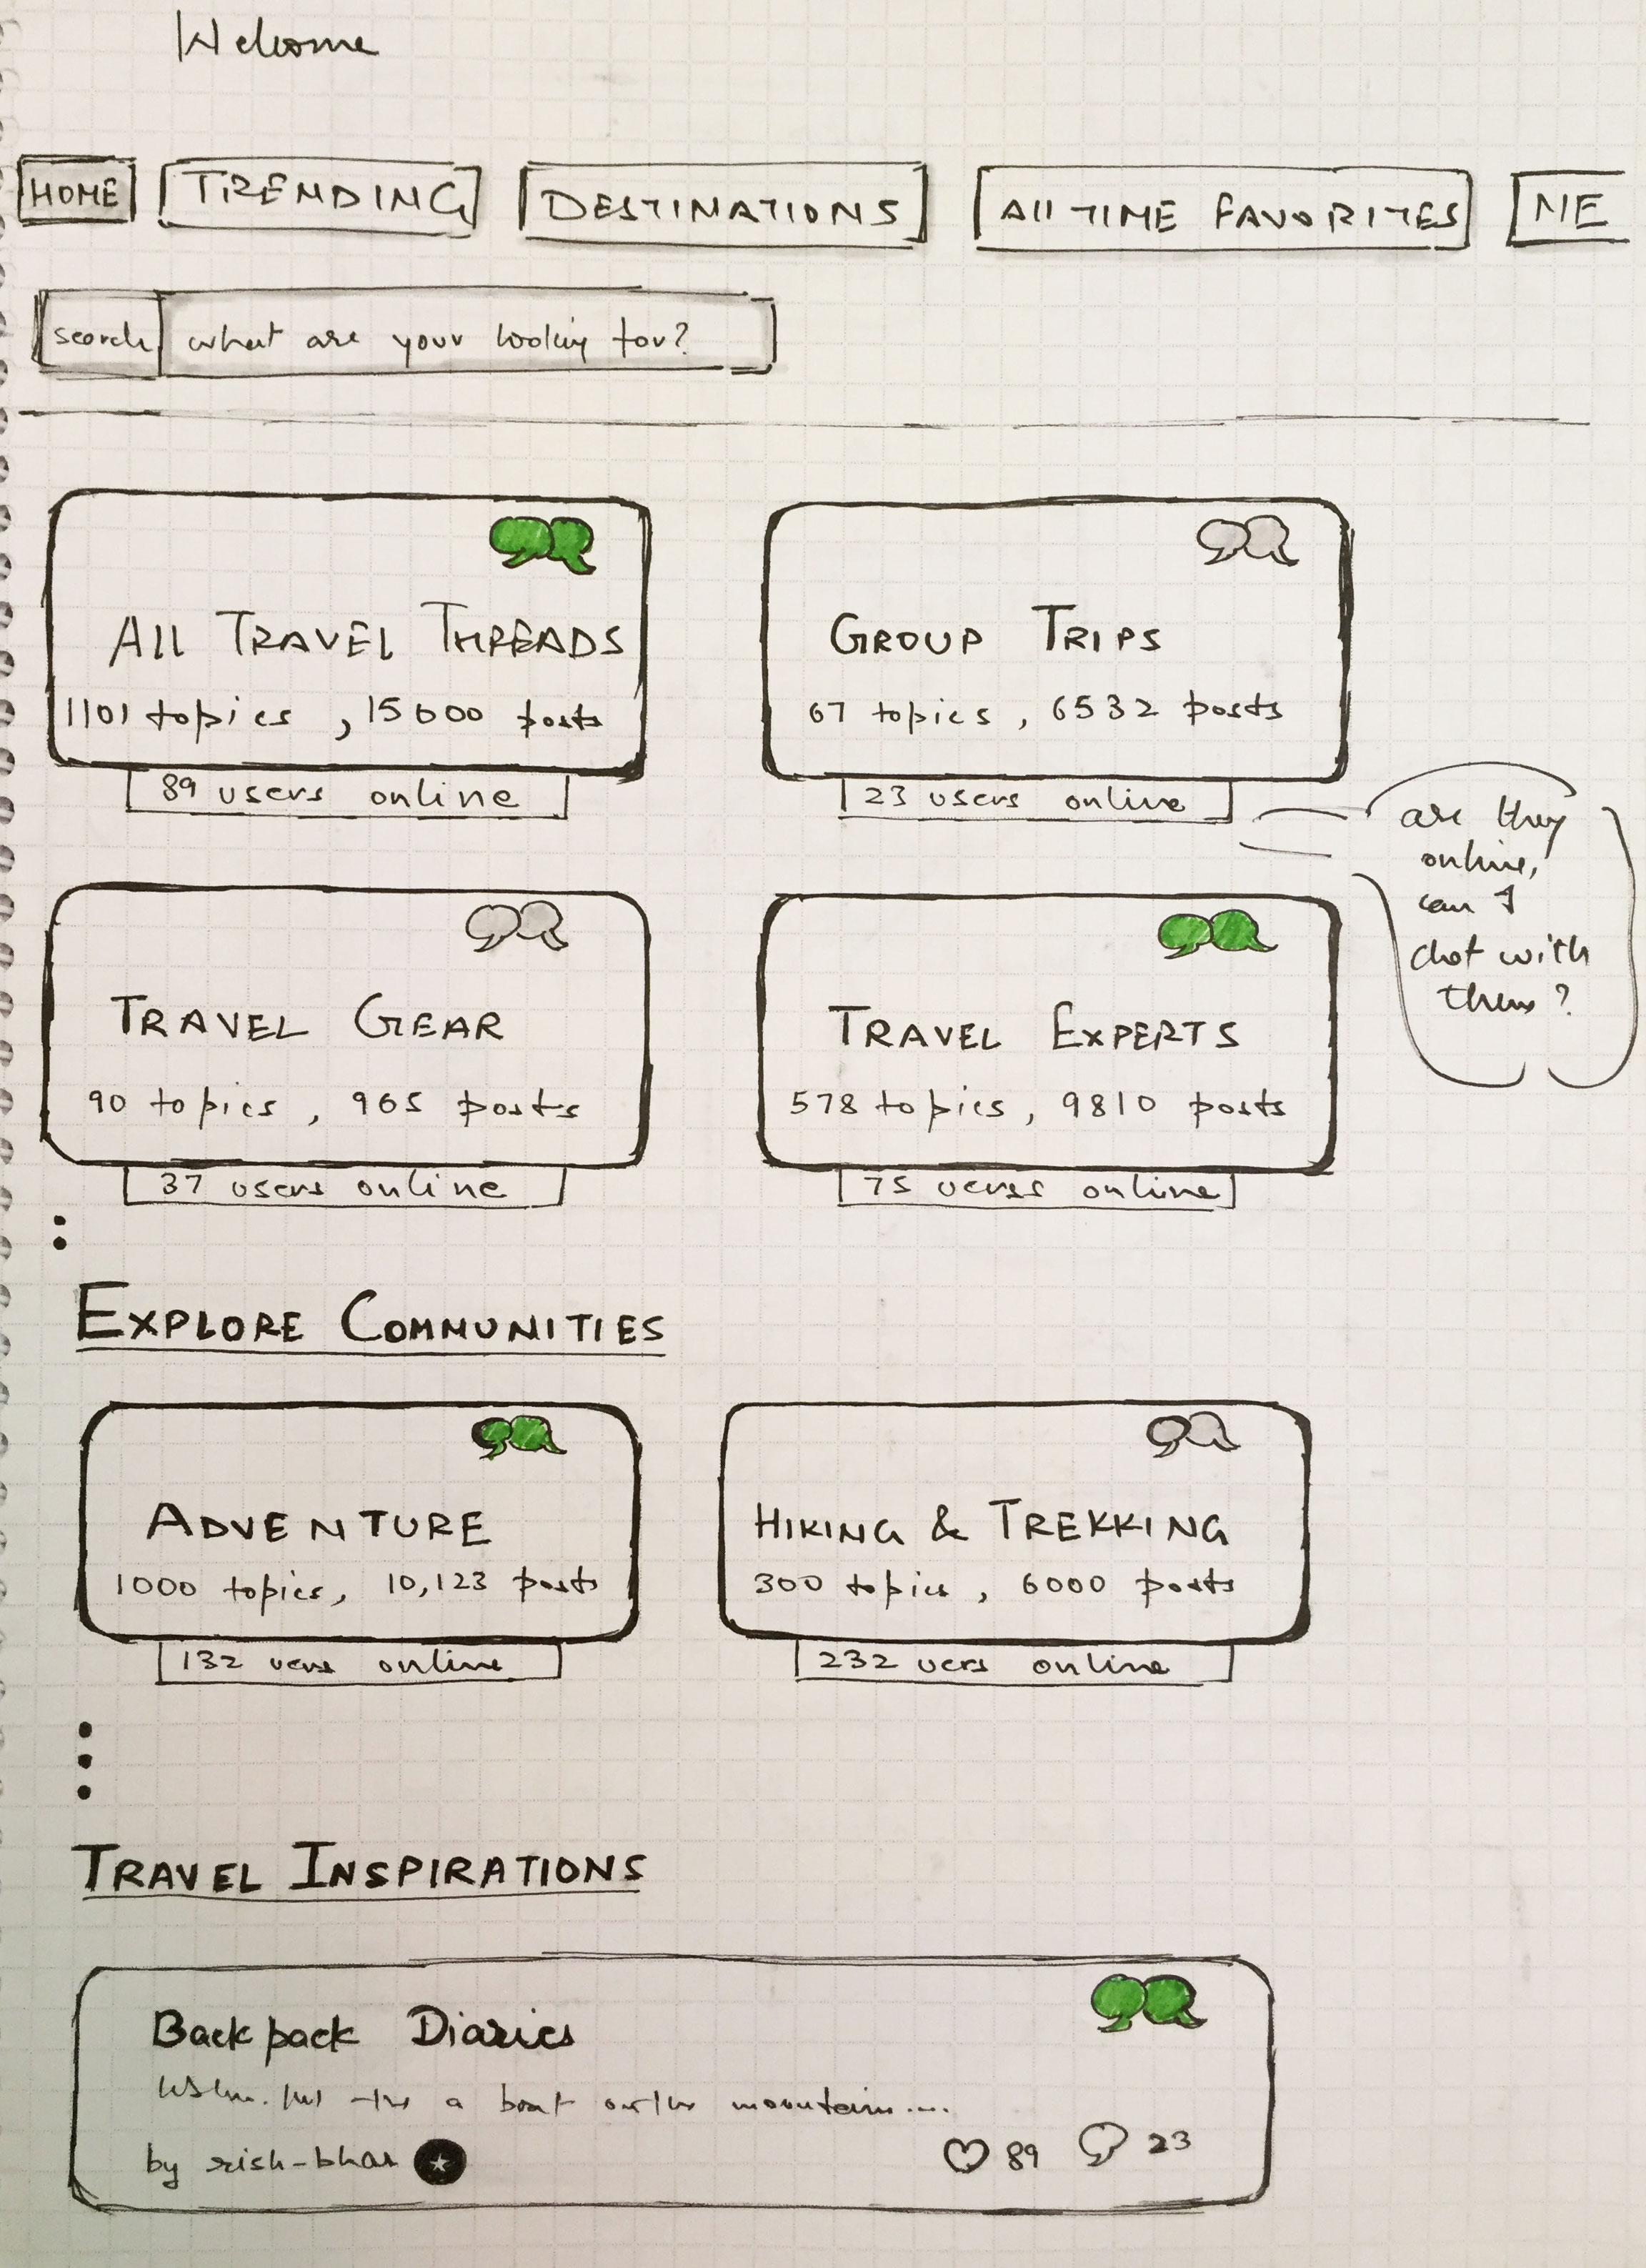 Welcome
HOME TRENDING DESTINATIONS All TIME FAVORITES ME
search what are your looking for?
All TRAVEL THREADS
1101 topics , 15000 posts
89 users online
GROUP TRIPS
67 topics , 6532 posts
23 users online
are they
online,
can I
chat with
them?
TRAVEL GEAR
90 topics , 965 posts
37 users online
TRAVEL EXPERTS
578 topics , 9810 posts
75 users online
EXPLORE COMMUNITIES
ADVENTURE
1000 topics, 10,123 posts
132 users online
HIKING & TREKKING
300 topics , 6000 posts
232 users online
TRAVEL INSPIRATIONS
Backpack Diaries
a boat mountains....
by rish-bhar
89 23